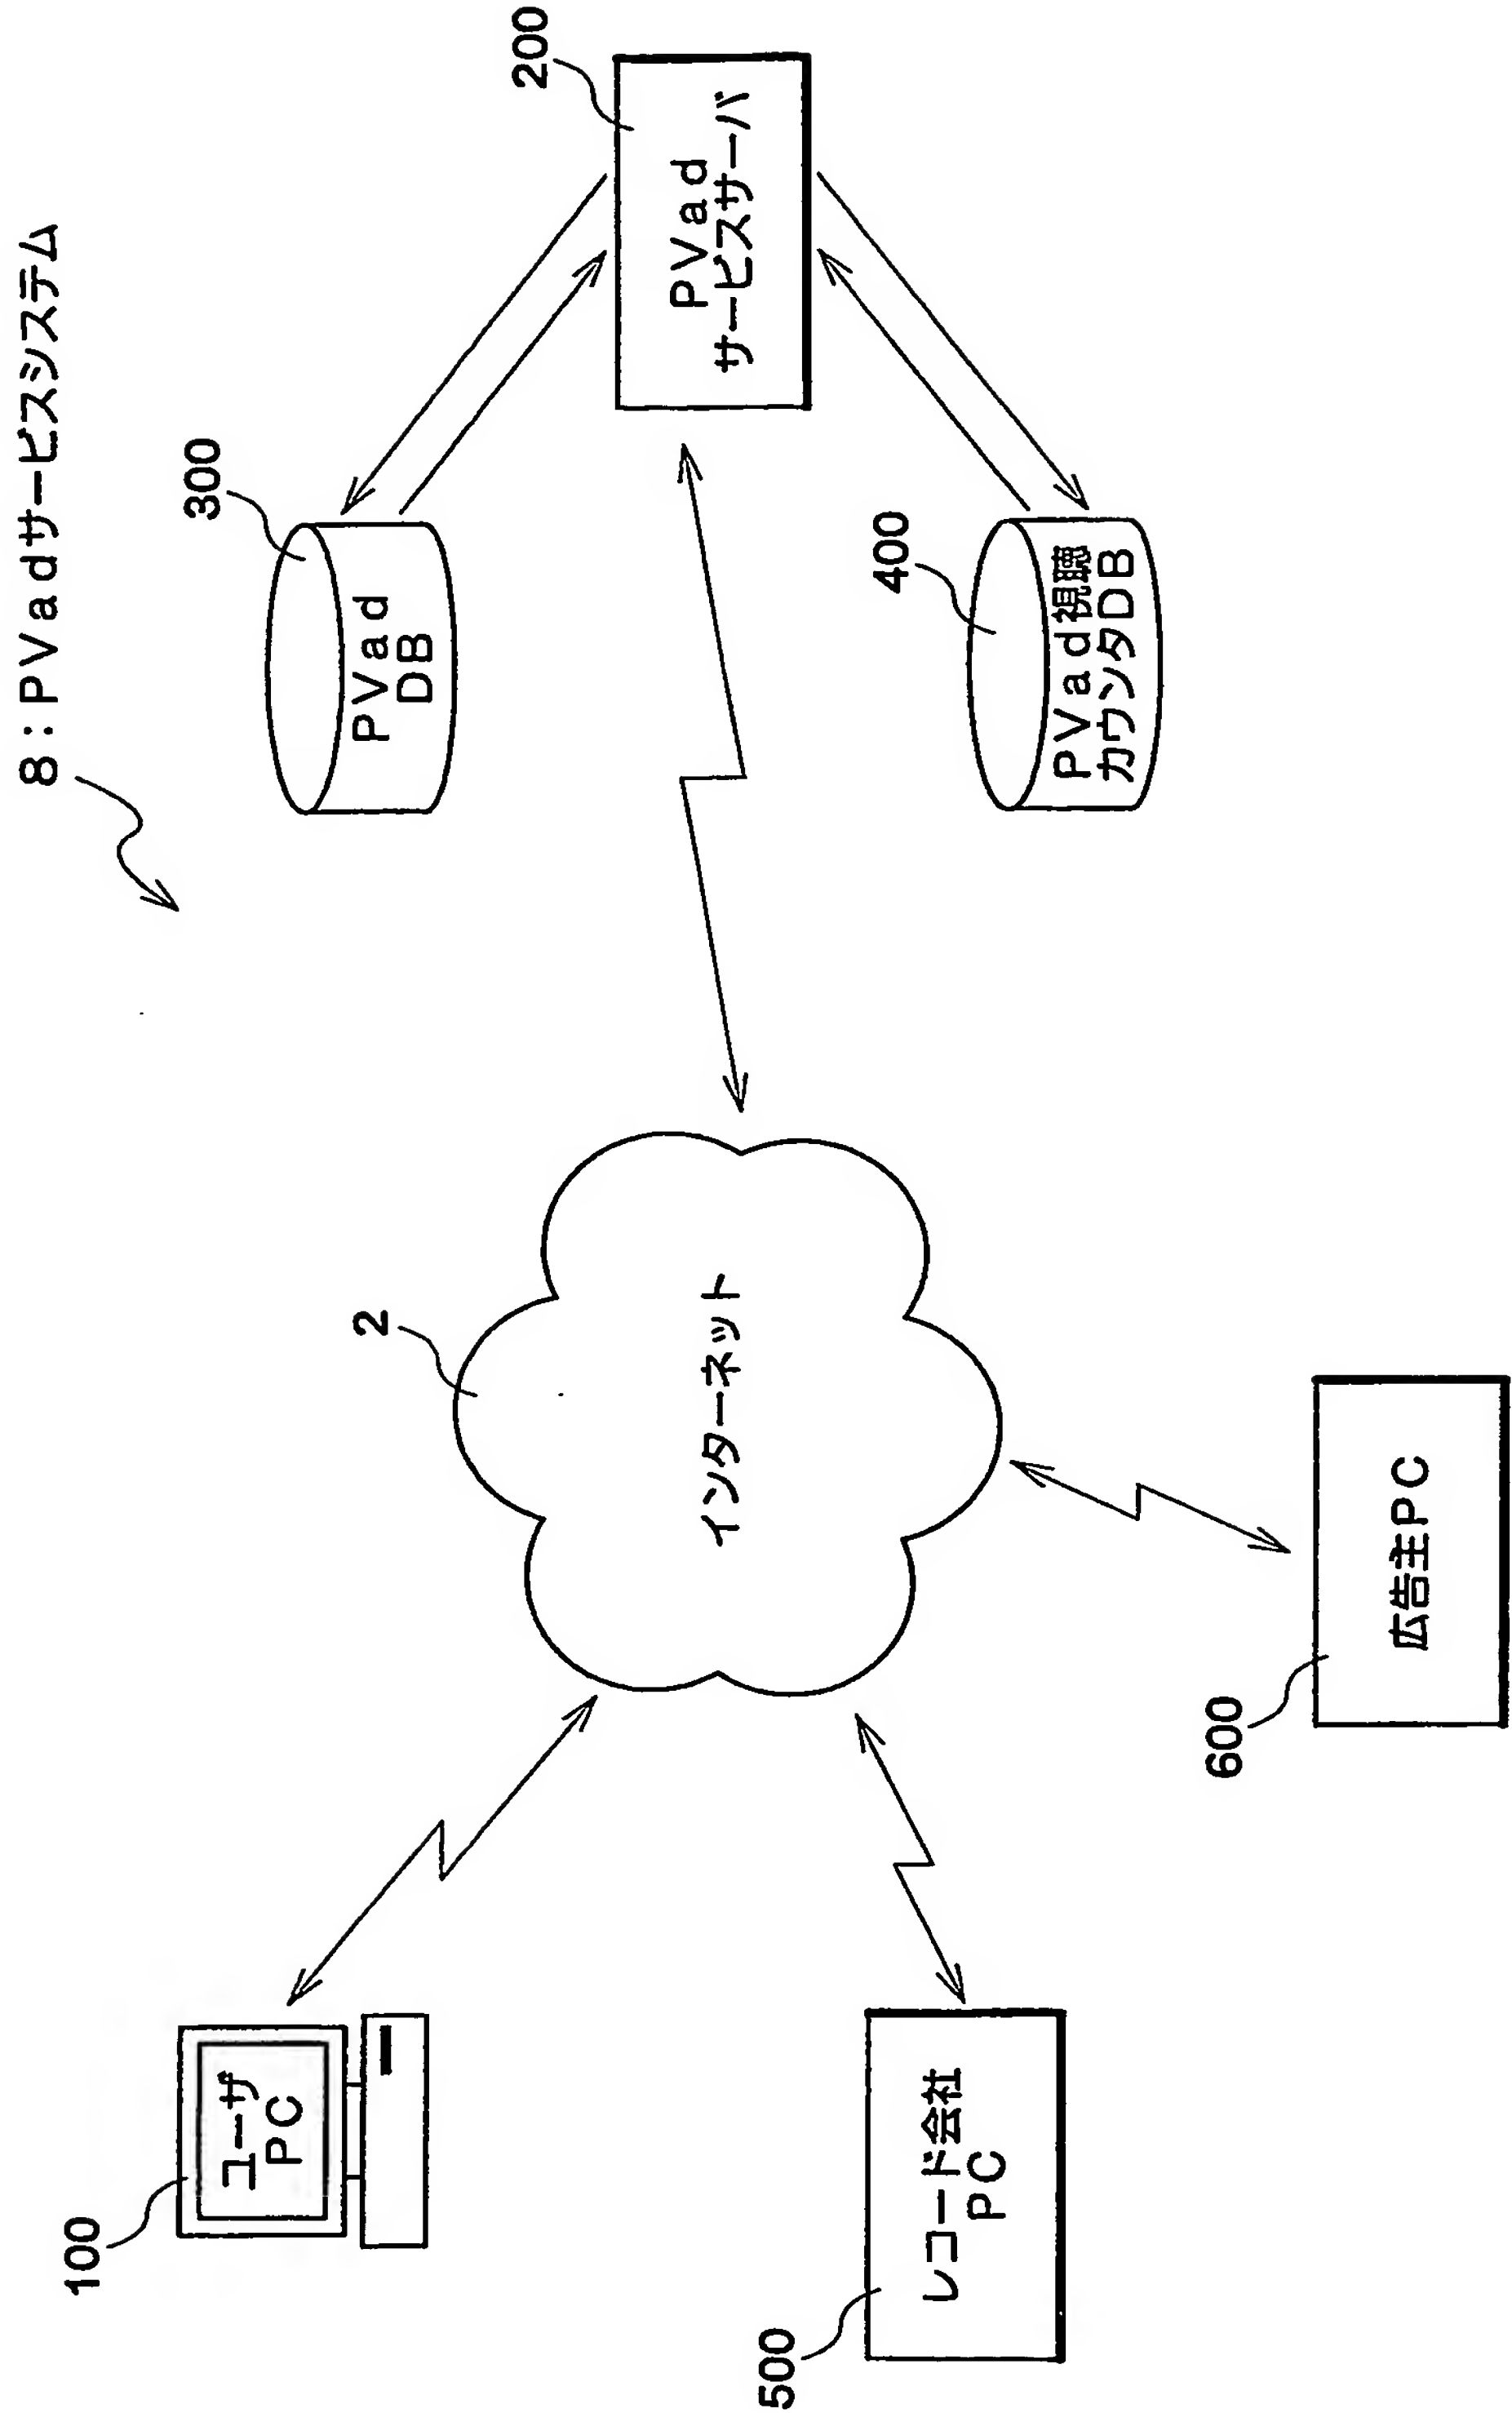 8：PVadサービスシステム
100
ユーザ
PC
2
インターネット
300
PVad
DB
200
PVad
サービスサーバ
400
PVad視聴
カウンタDB
500
レコード会社
PC
600
広告主PC